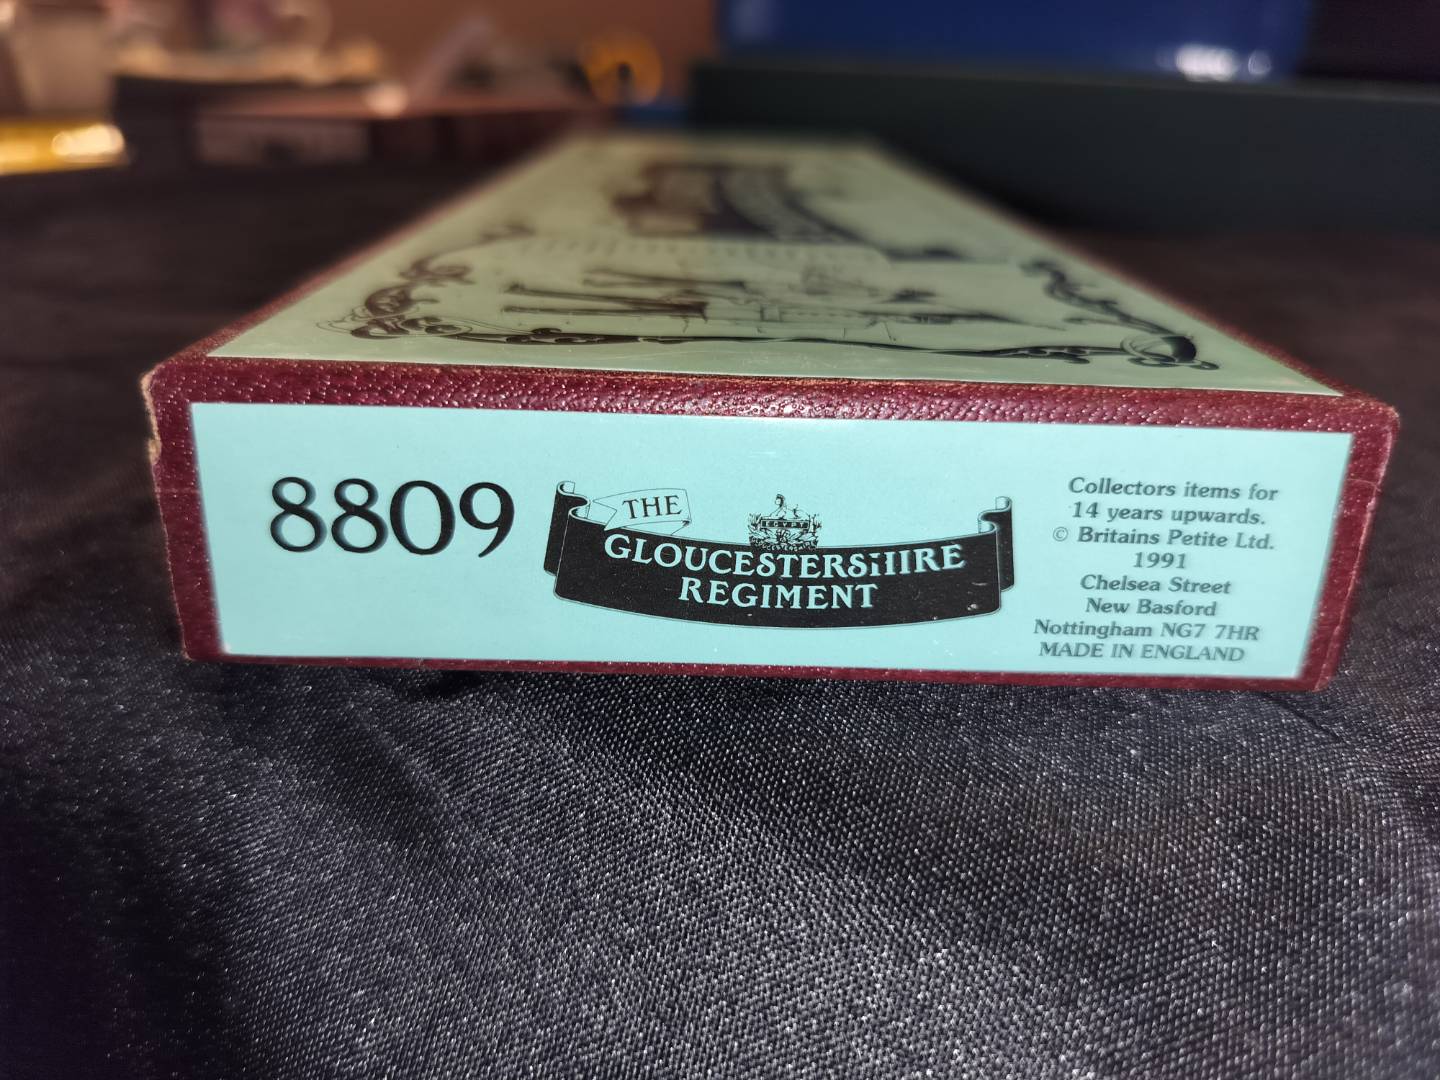 8809
THE
EGYPT
GLOUCESTERSHIRE
REGIMENT
Collectors items for
14 years upwards.
© Britains Petite Ltd.
1991
Chelsea Street
New Basford
Nottingham NG7 7HR
MADE IN ENGLAND